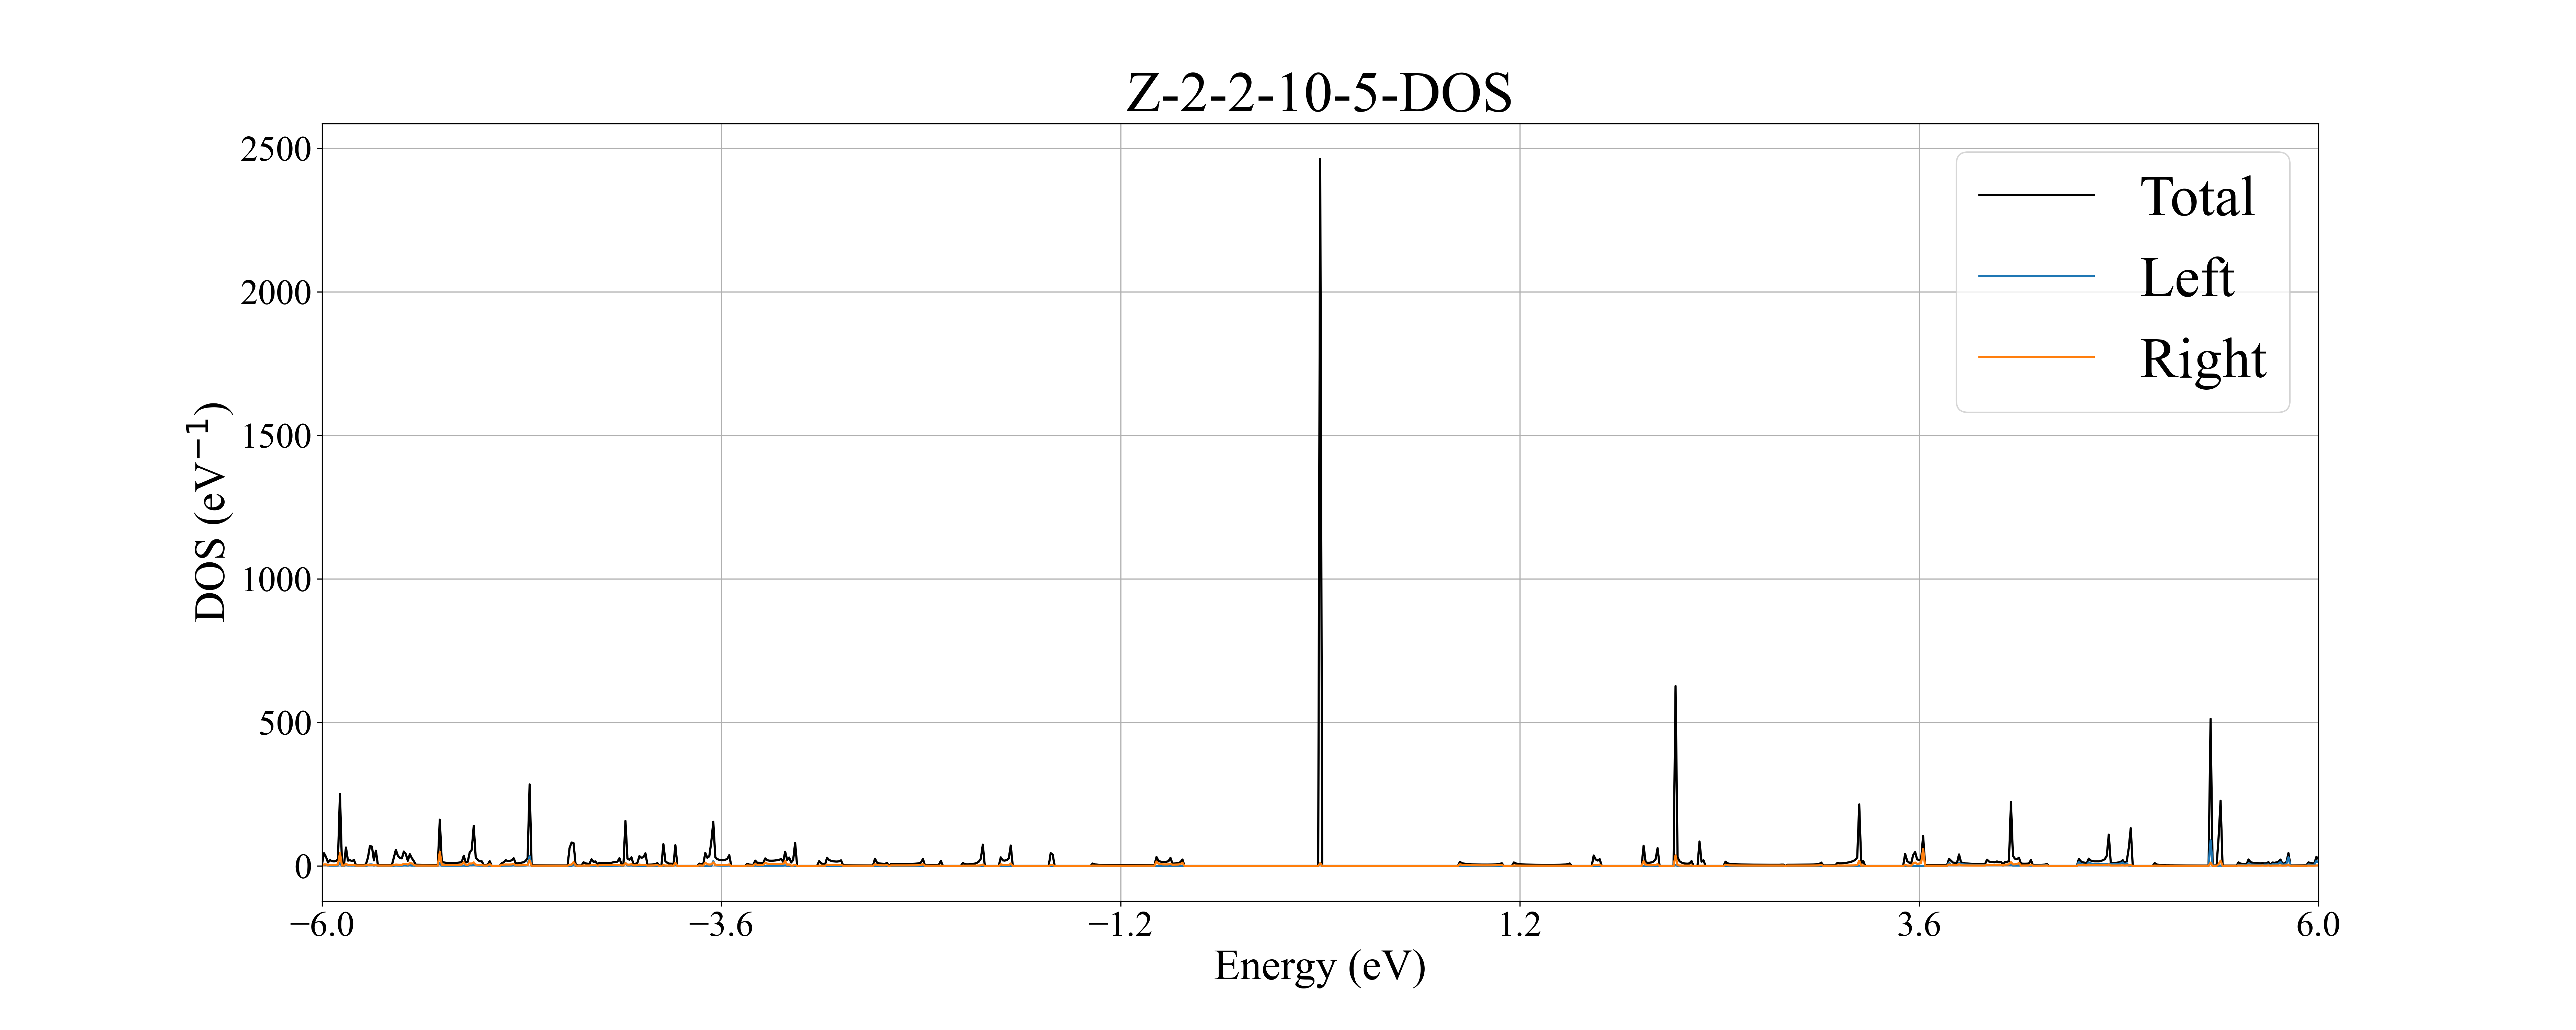 Z-2-2-10-5-DOS
2500
2000
1500
1000
500
0
DOS (eV⁻¹)
Total
Left
Right
−6.0 −3.6 −1.2 1.2 3.6 6.0
Energy (eV)